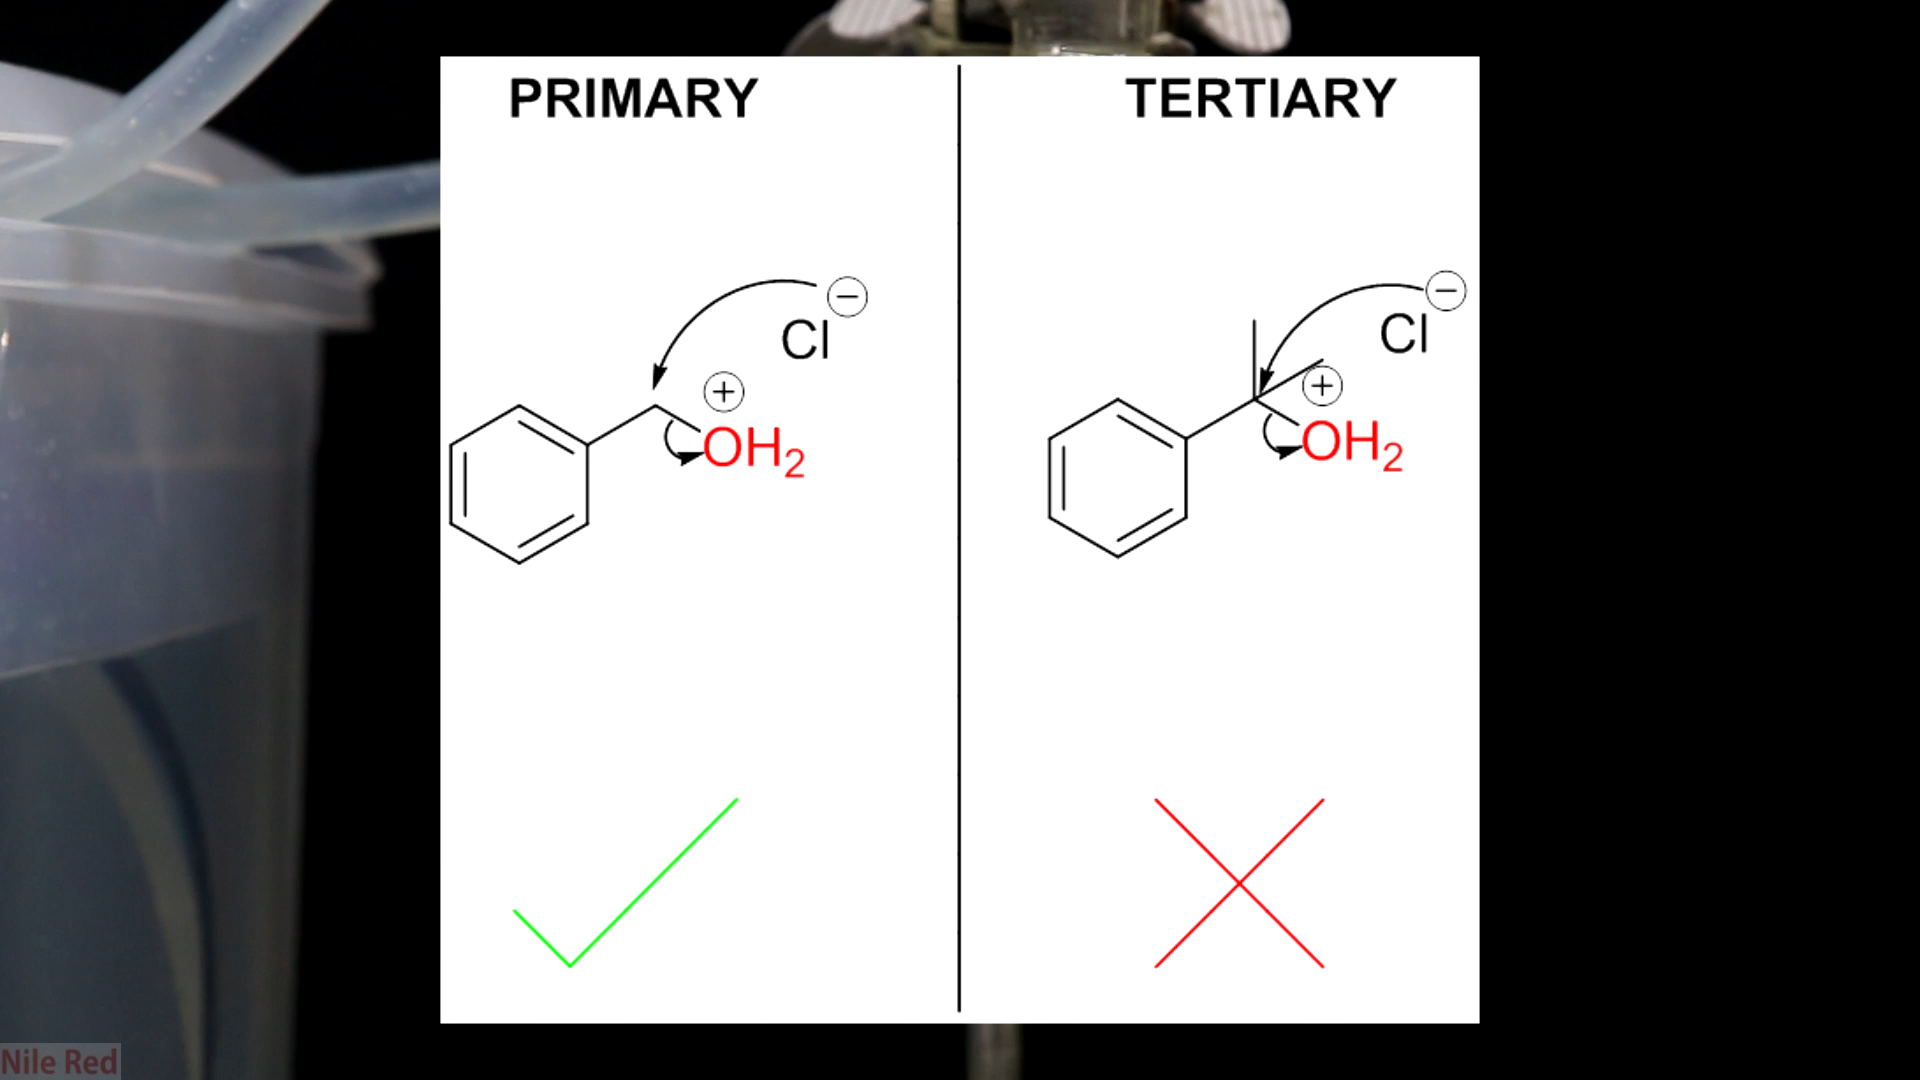 PRIMARY
TERTIARY
Cl −
+
OH2
Cl −
+
OH2
Nile Red